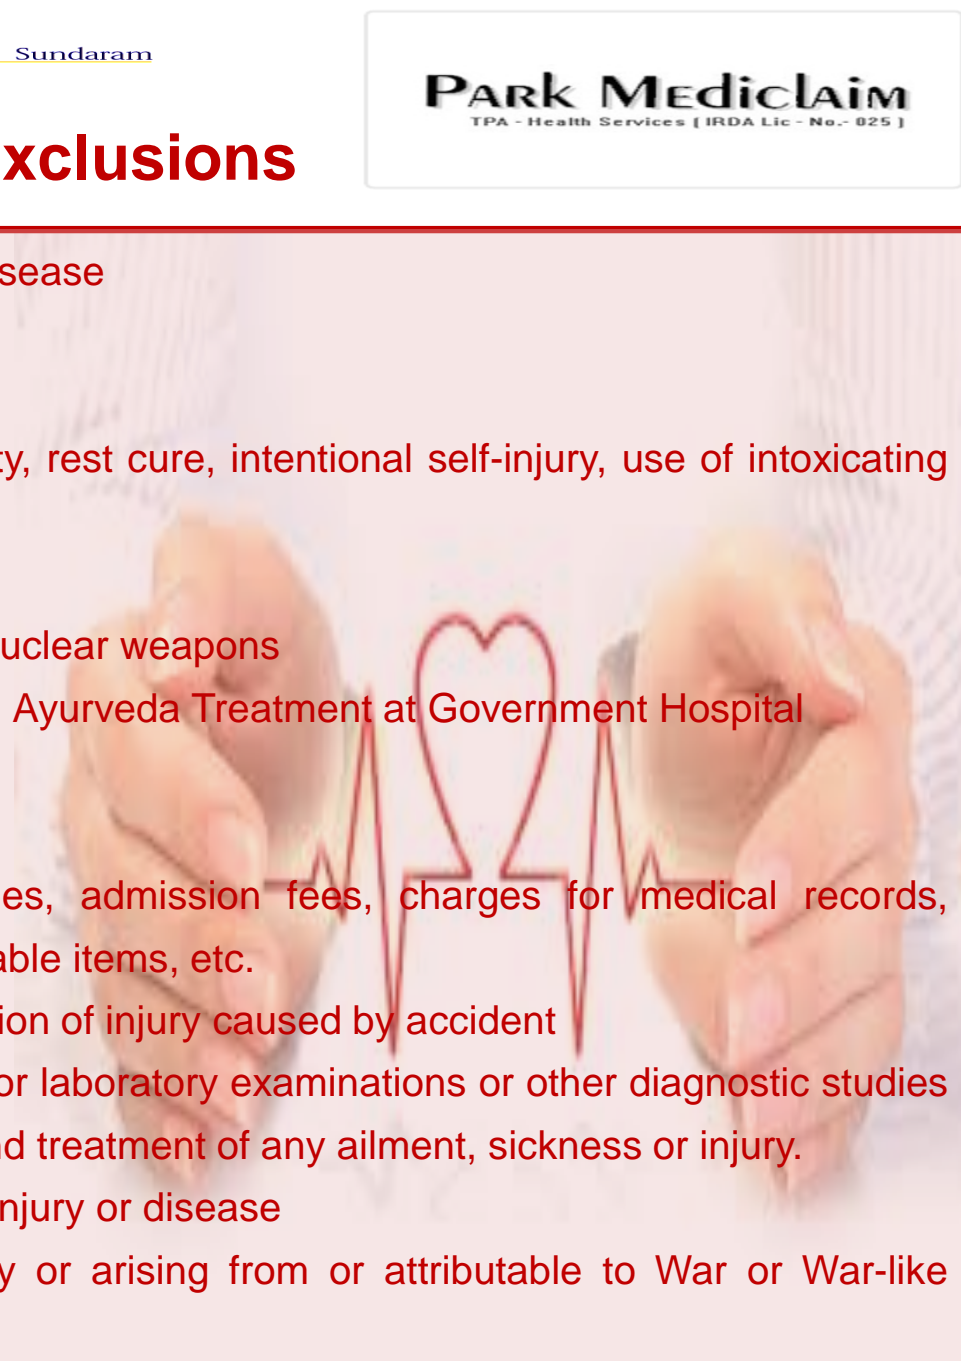 Sundaram
PARK MEDICLAIM
TPA - Health Services [ IRDA Lic - No.- 025 ]
xclusions
sease
ty, rest cure, intentional self-injury, use of intoxicating
uclear weapons
Ayurveda Treatment at Government Hospital
es, admission fees, charges for medical records,
able items, etc.
ion of injury caused by accident
or laboratory examinations or other diagnostic studies
nd treatment of any ailment, sickness or injury.
njury or disease
y or arising from or attributable to War or War-like